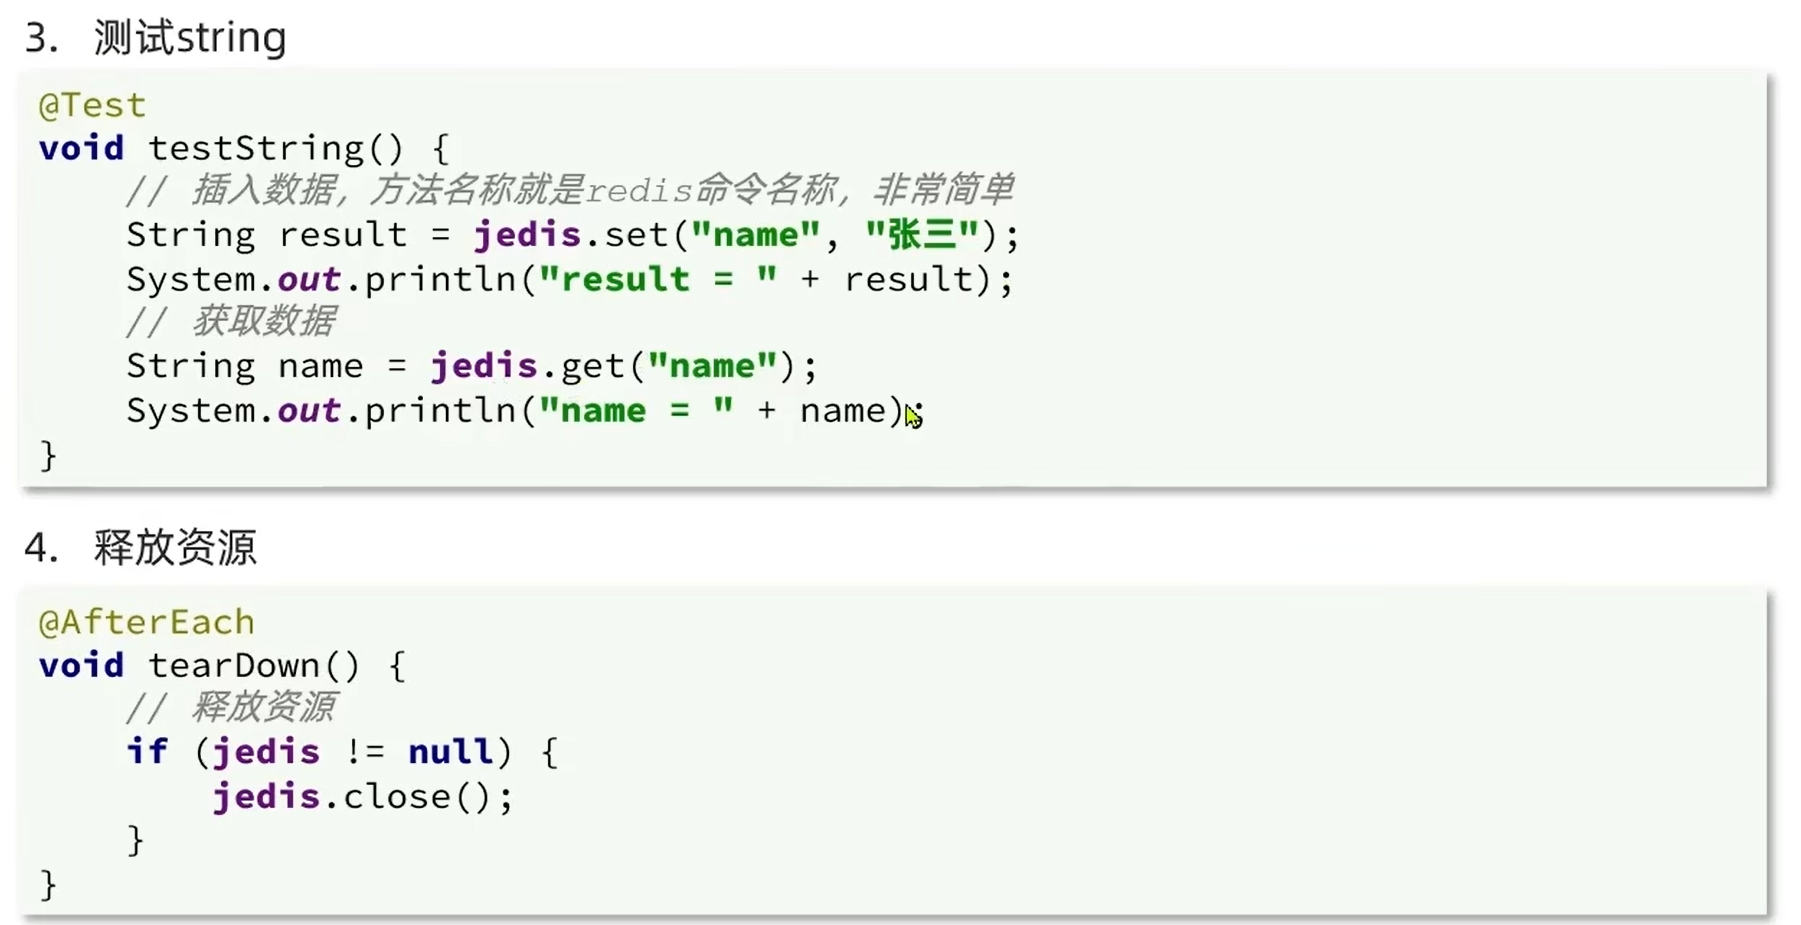 3. 测试string
@Test
void testString() {
    // 插入数据，方法名称就是redis命令名称，非常简单
    String result = jedis.set("name", "张三");
    System.out.println("result = " + result);
    // 获取数据
    String name = jedis.get("name");
    System.out.println("name = " + name);
}
4. 释放资源
@AfterEach
void tearDown() {
    // 释放资源
    if (jedis != null) {
        jedis.close();
    }
}